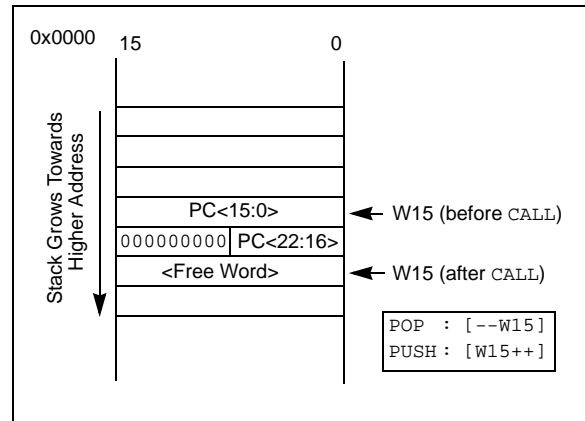 0x0000 15 0
Stack Grows Towards
Higher Address
PC<15:0> W15 (before CALL)
000000000 PC<22:16>
<Free Word> W15 (after CALL)
POP : [--W15]
PUSH : [W15++]